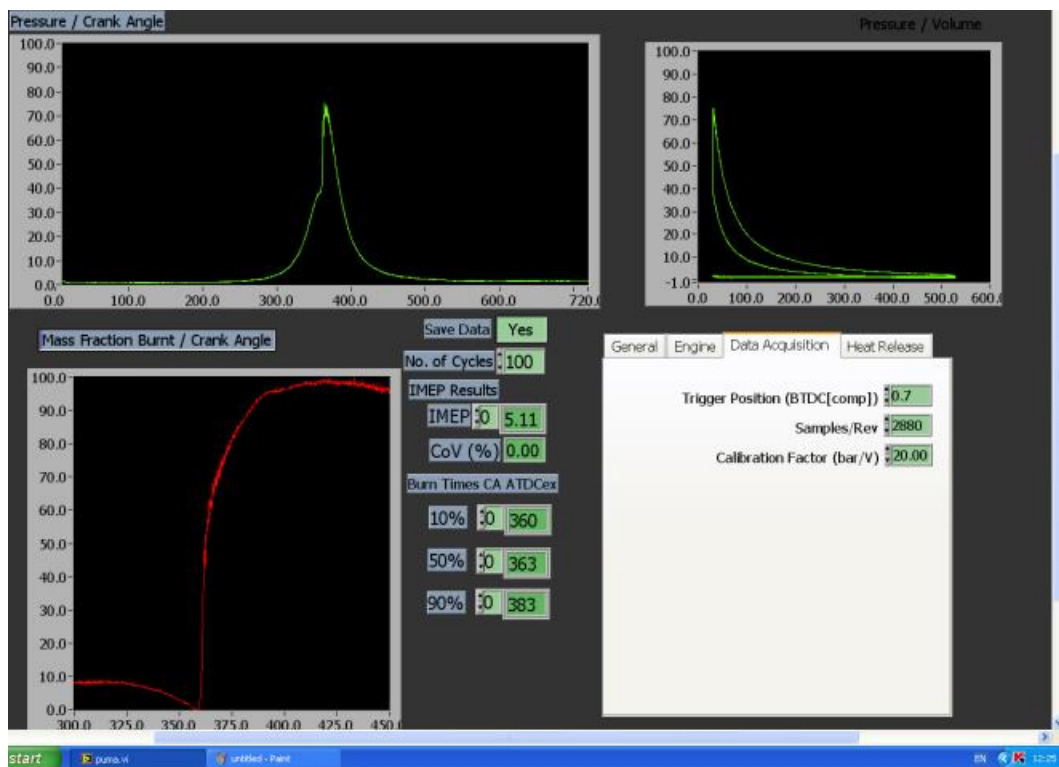 Pressure / Crank Angle
100.0
90.0
80.0
70.0
60.0
50.0
40.0
30.0
20.0
10.0
0.0
0.0 100.0 200.0 300.0 400.0 500.0 600.0 720.
Pressure / Volume
100.0
90.0
80.0
70.0
60.0
50.0
40.0
30.0
20.0
10.0
-1.0
0.0 100.0 200.0 300.0 400.0 500.0 600.
Mass Fraction Burnt / Crank Angle
100.0
90.0
80.0
70.0
60.0
50.0
40.0
30.0
20.0
10.0
0.0
300.0 325.0 350.0 375.0 400.0 425.0 450.
Save Data Yes
No. of Cycles 100
IMEP Results
IMEP 0 5.11
CoV (%) 0.00
Burn Times CA ATDCex
10% 0 360
50% 0 363
90% 0 383
General Engine Data Acquisition Heat Release
Trigger Position (BTDC[comp]) 0.7
Samples/Rev 2880
Calibration Factor (bar/V) 20.00
start puma.vi untitled - Paint EN K 12:25